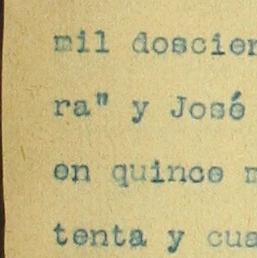 mil doscien
ra" y José
en quince m
tenta y cua